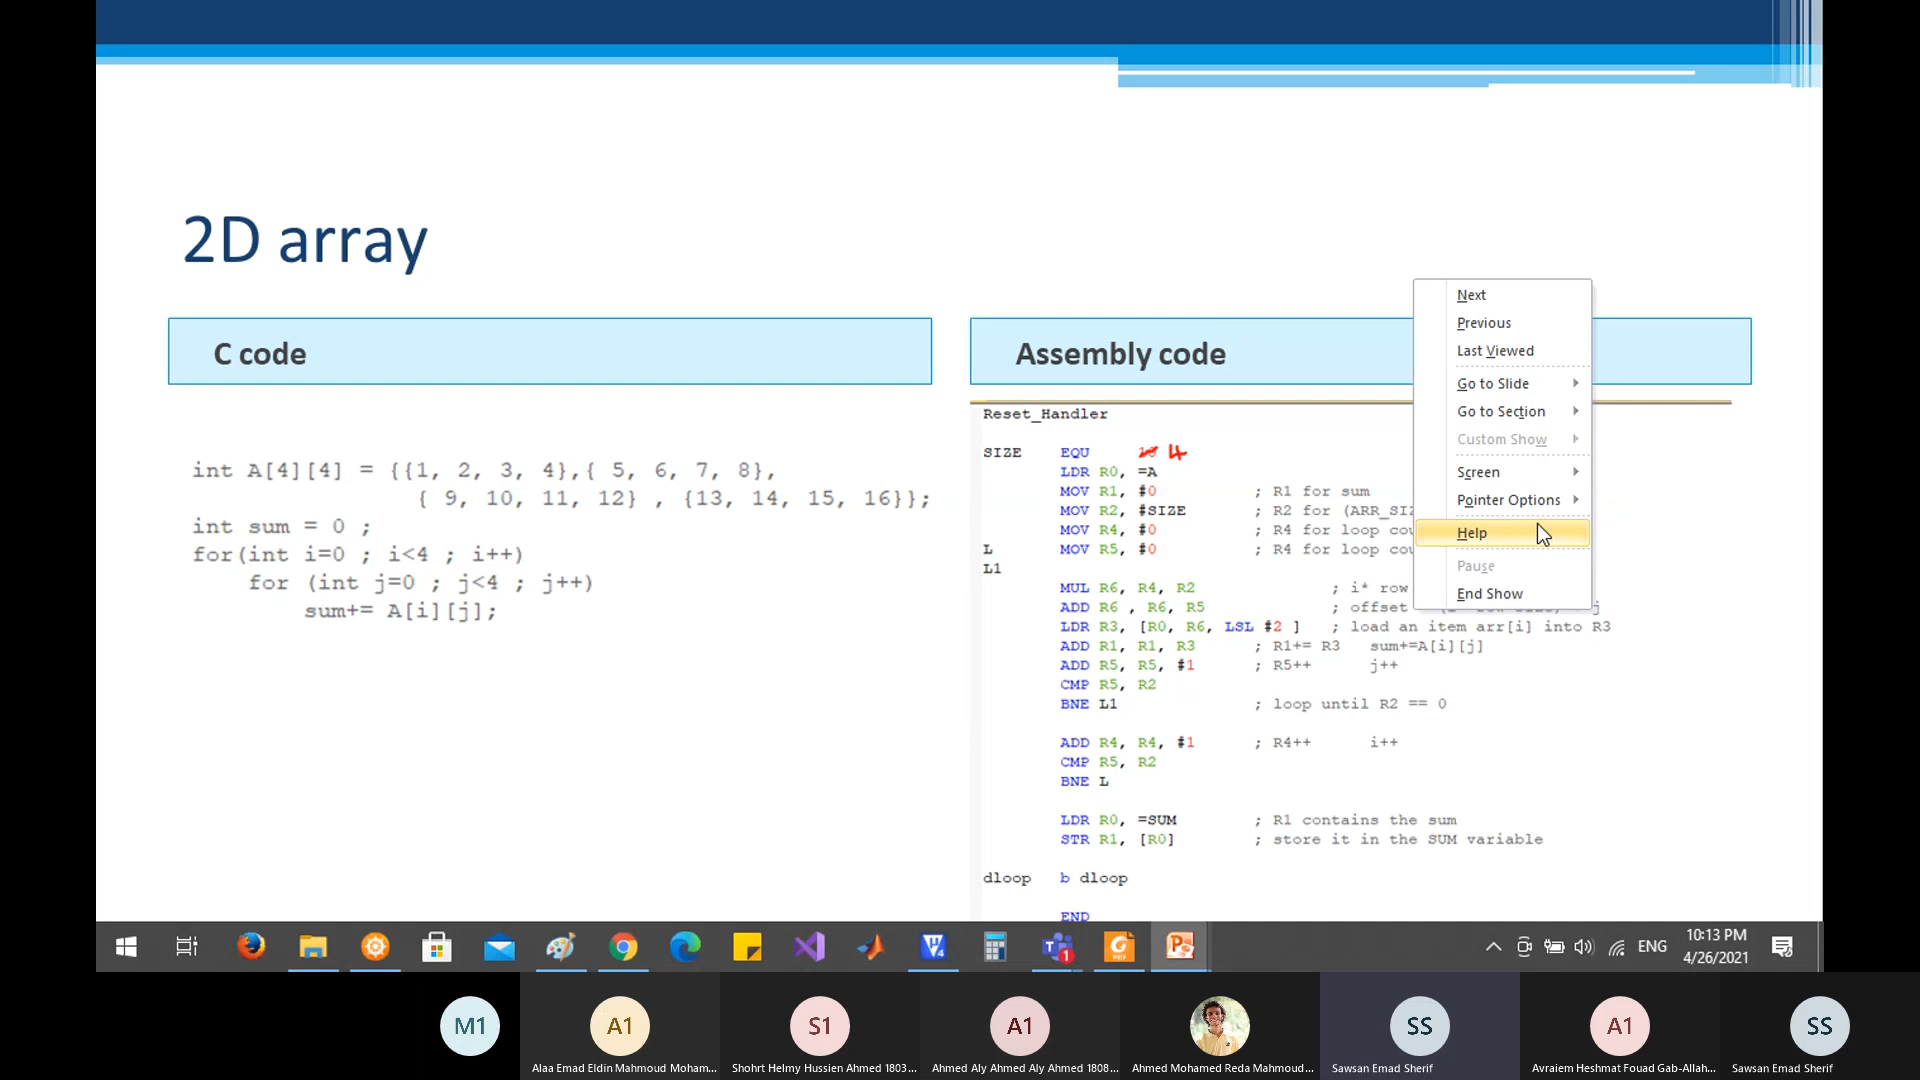 2D array
C code
int A[4][4] = {{1, 2, 3, 4},{ 5, 6, 7, 8},
{ 9, 10, 11, 12} , {13, 14, 15, 16}};
int sum = 0 ;
for(int i=0 ; i<4 ; i++)
for (int j=0 ; j<4 ; j++)
sum+= A[i][j];
Assembly code
Reset_Handler
SIZE EQU 4
LDR R0, =A
MOV R1, #0 ; R1 for sum
MOV R2, #SIZE ; R2 for (ARR_SIZ
MOV R4, #0 ; R4 for loop cou
L MOV R5, #0 ; R4 for loop cou
L1
MUL R6, R4, R2 ; i* row
ADD R6 , R6, R5 ; offset j
LDR R3, [R0, R6, LSL #2 ] ; load an item arr[i] into R3
ADD R1, R1, R3 ; R1+= R3 sum+=A[i][j]
ADD R5, R5, #1 ; R5++ j++
CMP R5, R2
BNE L1 ; loop until R2 == 0
ADD R4, R4, #1 ; R4++ i++
CMP R5, R2
BNE L
LDR R0, =SUM ; R1 contains the sum
STR R1, [R0] ; store it in the SUM variable
dloop b dloop
END
Next
Previous
Last Viewed
Go to Slide
Go to Section
Custom Show
Screen
Pointer Options
Help
Pause
End Show
1
ENG
10:13 PM
4/26/2021
M1
A1
S1
A1
SS
A1
SS
Alaa Emad Eldin Mahmoud Moham...
Shohrt Helmy Hussien Ahmed 1803...
Ahmed Aly Ahmed Aly Ahmed 1808...
Ahmed Mohamed Reda Mahmoud...
Sawsan Emad Sherif
Avraiem Heshmat Fouad Gab-Allah...
Sawsan Emad Sherif